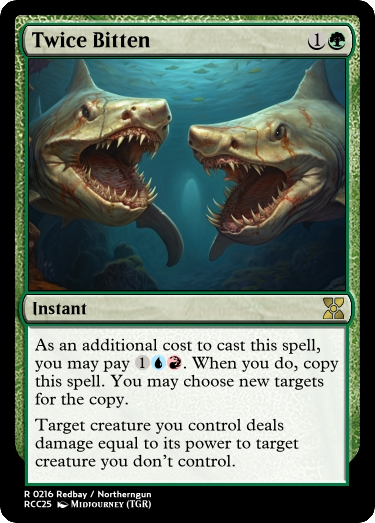 Twice Bitten 1
Instant
As an additional cost to cast this spell,
you may pay 1. When you do, copy
this spell. You may choose new targets
for the copy.
Target creature you control deals
damage equal to its power to target
creature you don't control.
R 0216 Redbay / Northerngun
RCC25 Midjourney (TGR)